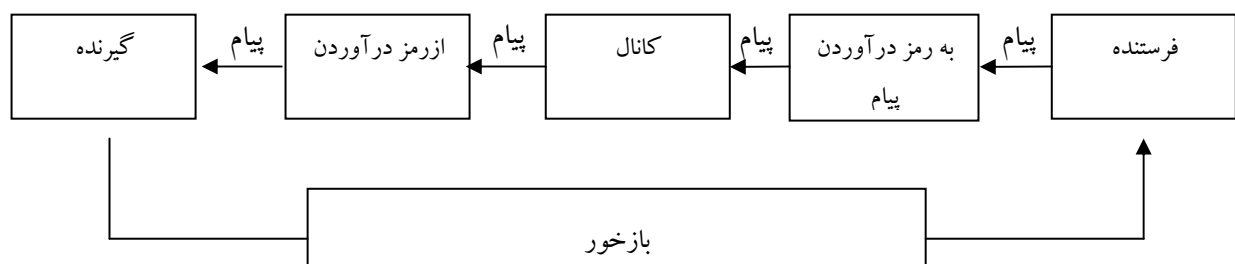 فرستنده
پیام
به رمز درآوردن
پیام
پیام
کانال
پیام
ازرمز درآوردن
پیام
گیرنده
بازخور